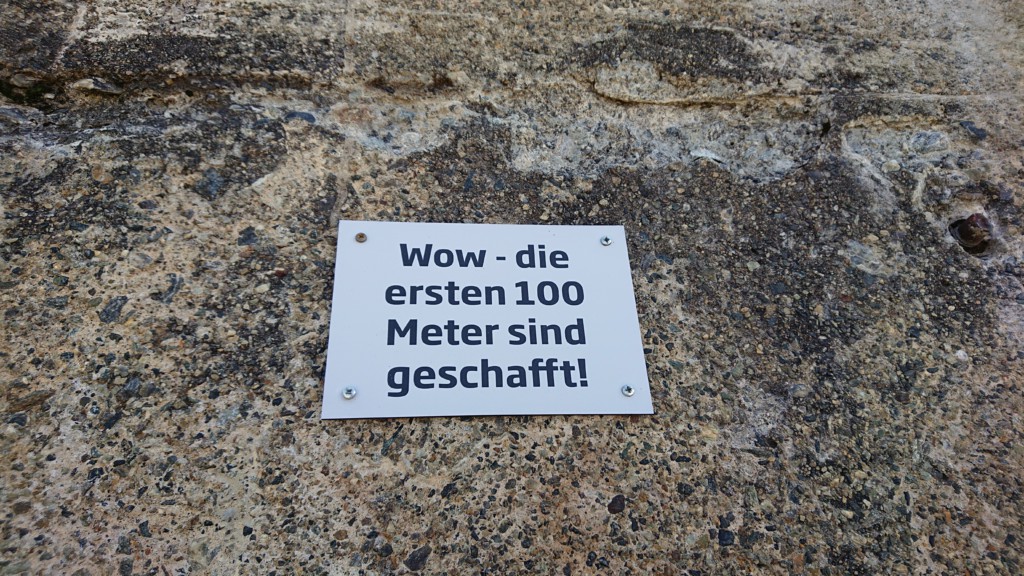 Wow - die
ersten 100
Meter sind
geschafft!